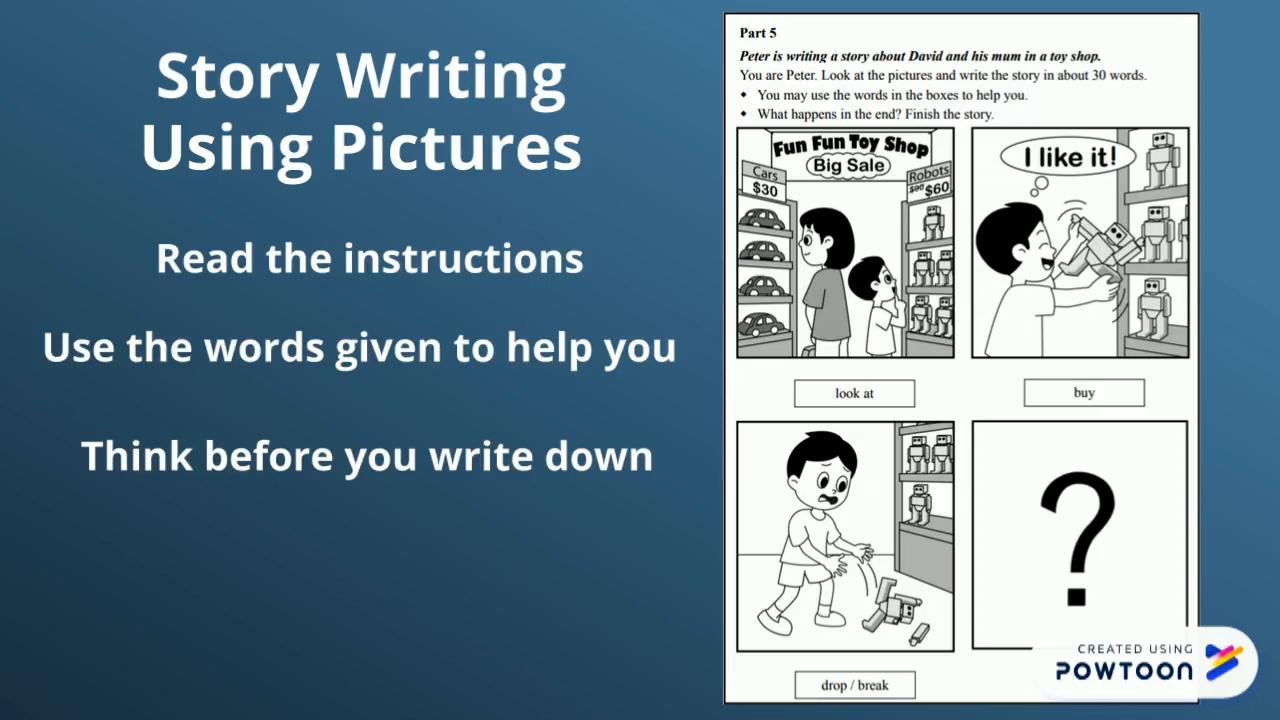 Story Writing
Using Pictures
Read the instructions
Use the words given to help you
Think before you write down
Part 5
Peter is writing a story about David and his mum in a toy shop.
You are Peter. Look at the pictures and write the story in about 30 words.
◆ You may use the words in the boxes to help you.
◆ What happens in the end? Finish the story.
Fun Fun Toy Shop
Big Sale
Cars
$30
Robots
$90 $60
I like it!
look at
buy
?
drop / break
CREATED USING
POWTOON